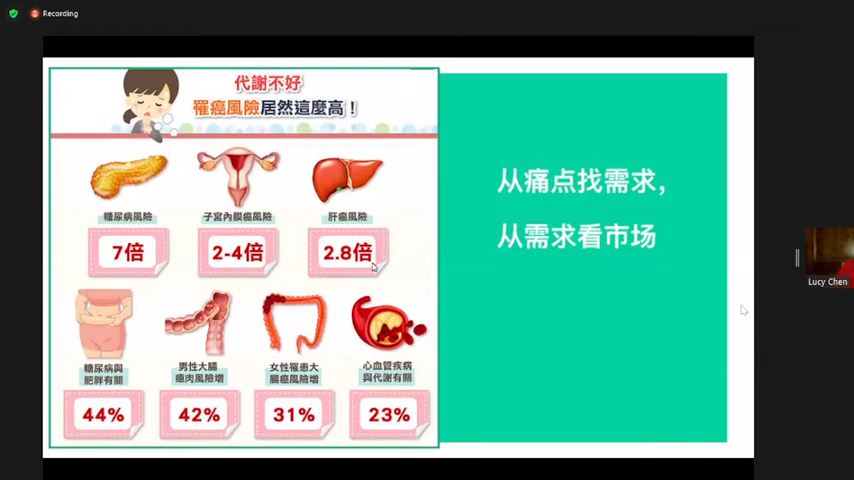 Recording
代謝不好
罹癌風險居然這麼高！
糖尿病風險
子宮內膜癌風險
肝癌風險
7倍
2-4倍
2.8倍
糖尿病與
肥胖有關
男性大腸
瘜肉風險增
女性罹患大
腸癌風險增
心血管疾病
與代謝有關
44%
42%
31%
23%
从痛点找需求，
从需求看市场
Lucy Chen